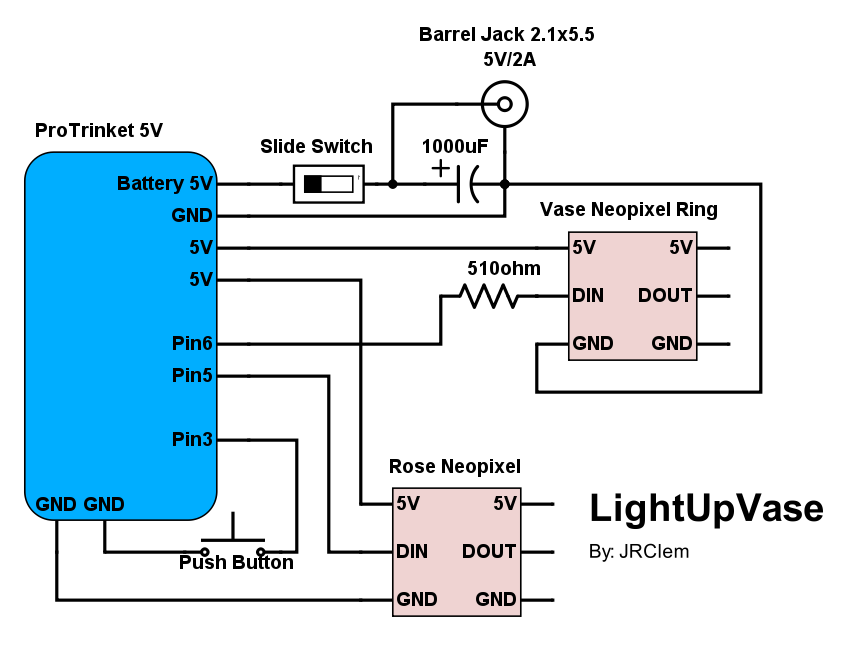 Barrel Jack 2.1x5.5
5V/2A
ProTrinket 5V
Slide Switch
1000uF
+
Battery 5V
GND
5V
5V
Pin6
Pin5
Pin3
GND GND
Vase Neopixel Ring
5V 5V
DIN DOUT
GND GND
510ohm
Push Button
Rose Neopixel
5V 5V
DIN DOUT
GND GND
LightUpVase
By: JRClem